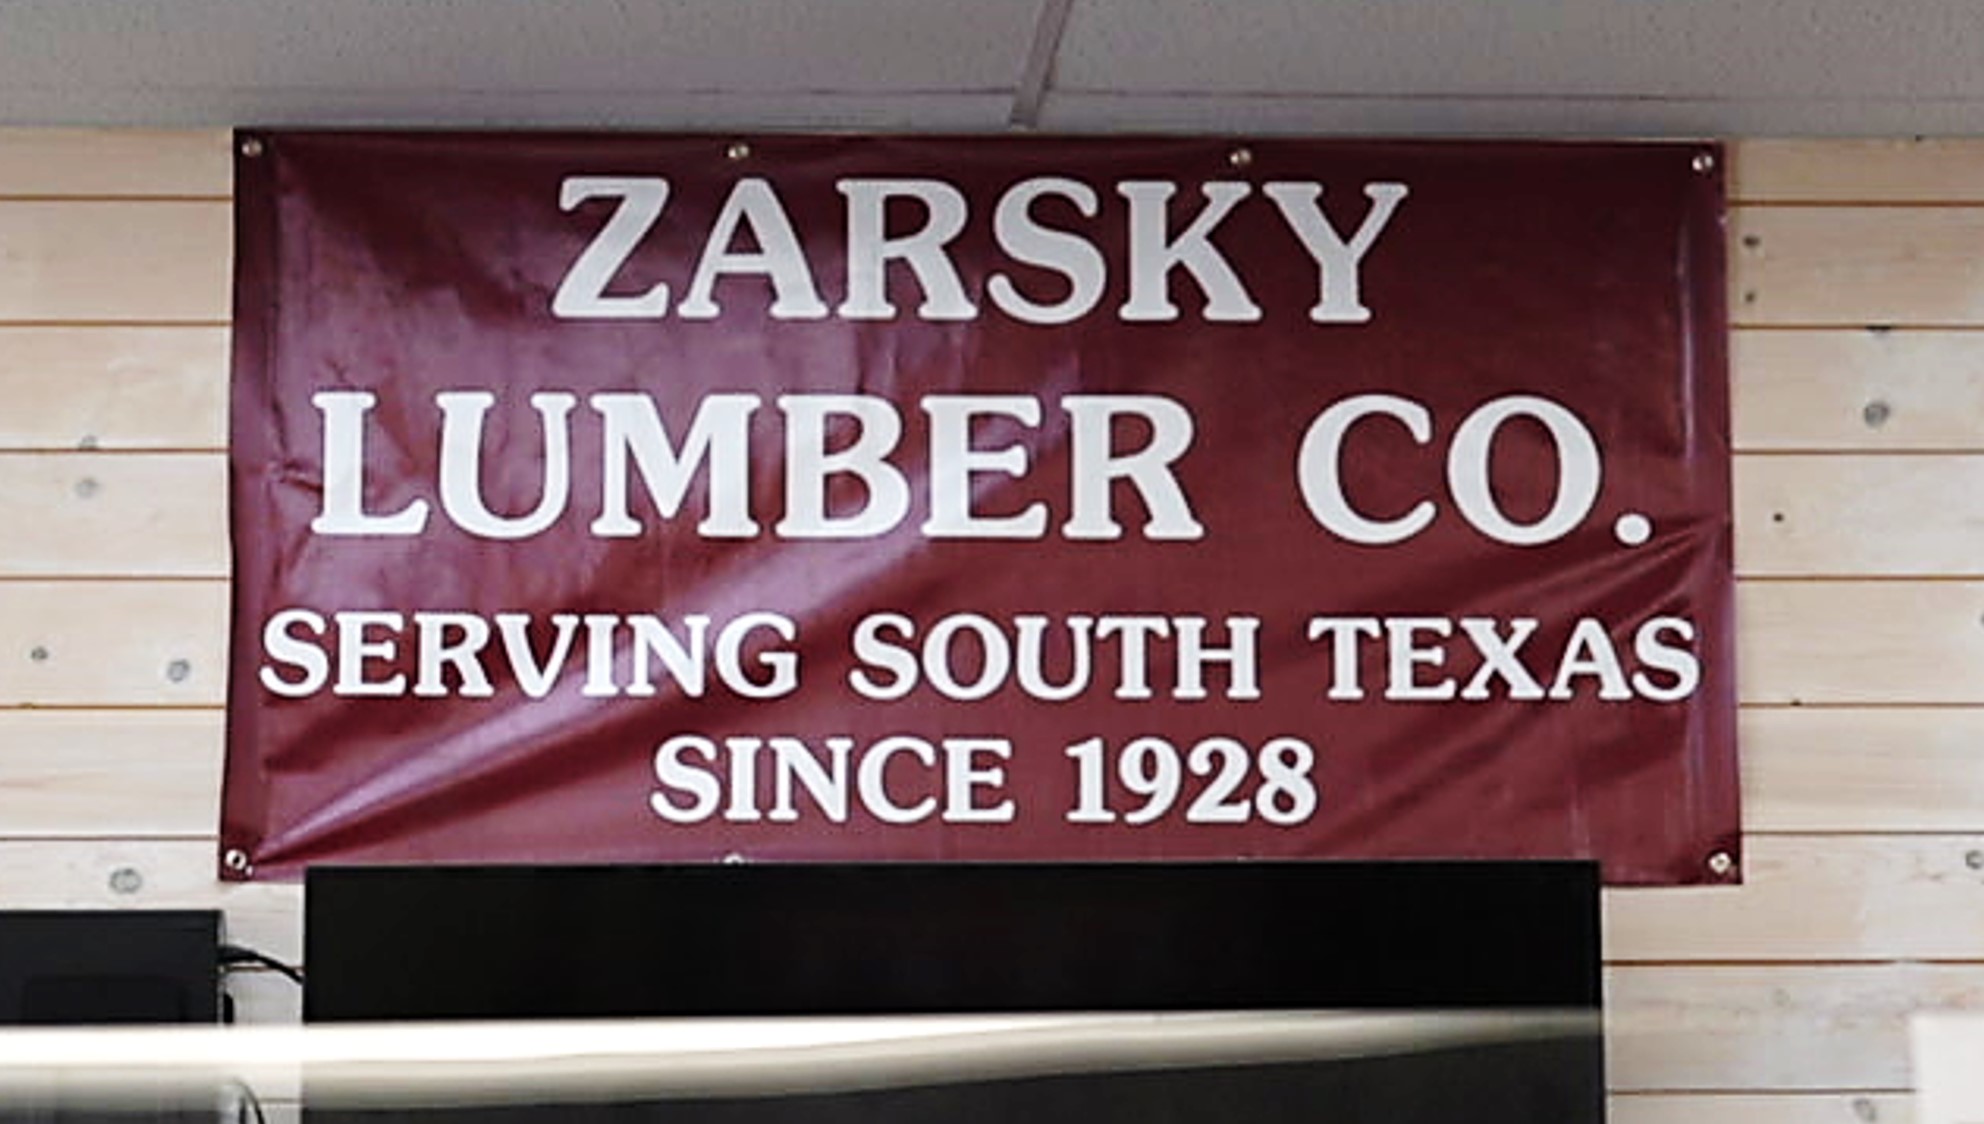 ZARSKY
LUMBER CO.
SERVING SOUTH TEXAS
SINCE 1928